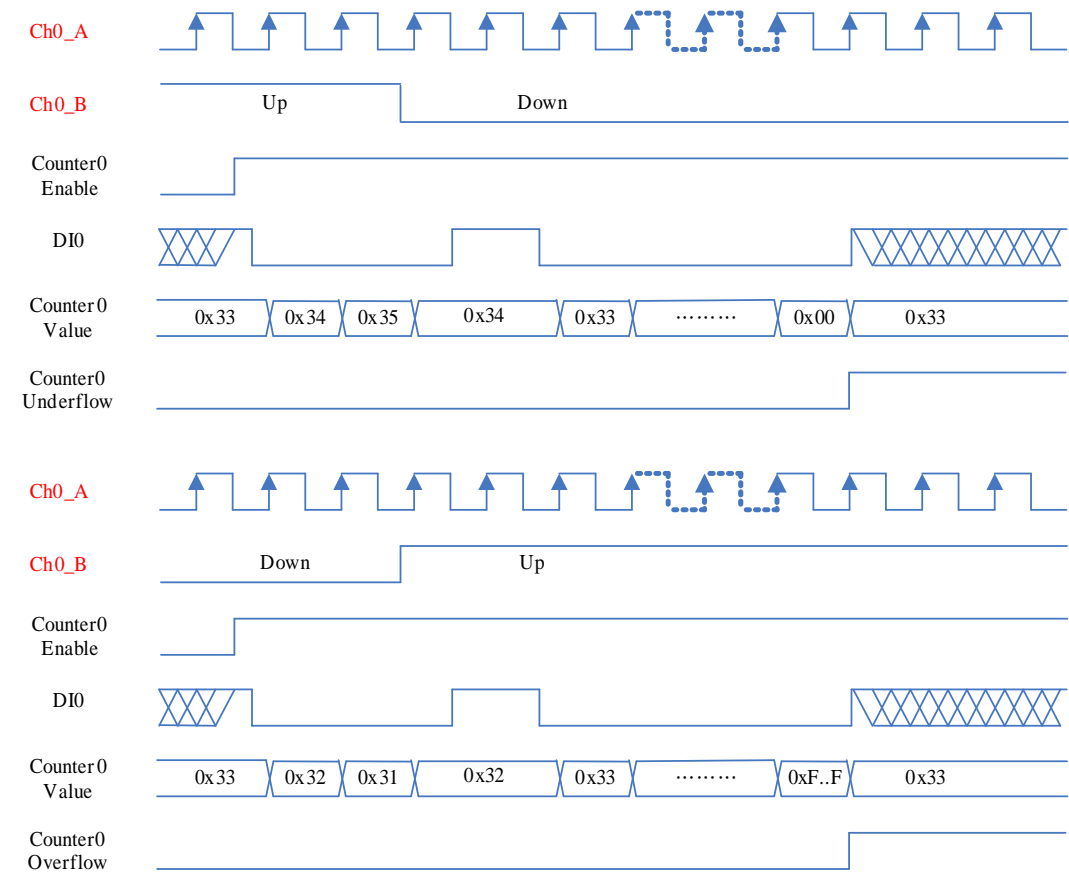 Ch0_A
Ch0_B
Up
Down
Counter0
Enable
DI0
Counter0
Value
0x33
0x34
0x35
0x34
0x33
………
0x00
0x33
Counter0
Underflow
Ch0_A
Ch0_B
Down
Up
Counter0
Enable
DI0
Counter0
Value
0x33
0x32
0x31
0x32
0x33
………
0xF..F
0x33
Counter0
Overflow